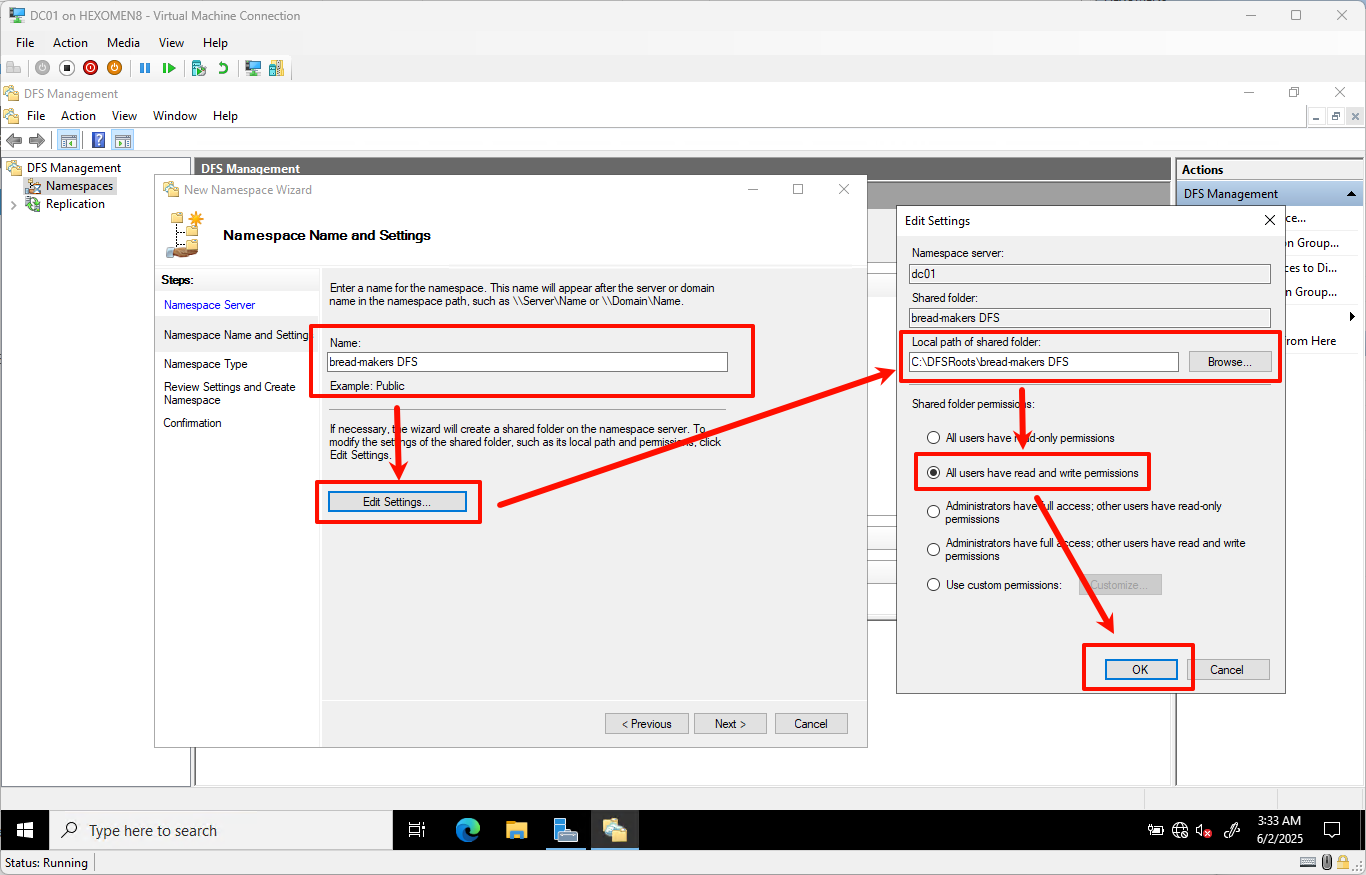 DC01 on HEXOMEN8 - Virtual Machine Connection
File Action Media View Help
DFS Management
File Action View Window Help
DFS Management
Namespaces
Replication
DFS Management
Actions
DFS Management
ce...
on Group...
ces to Di...
on Group...
rom Here
New Namespace Wizard
Namespace Name and Settings
Steps:
Namespace Server
Namespace Name and Setting
Namespace Type
Review Settings and Create
Namespace
Confirmation
Enter a name for the namespace. This name will appear after the server or domain
name in the namespace path, such as \\Server\Name or \\Domain\Name.
Name:
bread-makers DFS
Example: Public
If necessary, the wizard will create a shared folder on the namespace server. To
modify the settings of the shared folder, such as its local path and permissions, click
Edit Settings.
Edit Settings...
< Previous
Next >
Cancel
Edit Settings
Namespace server:
dc01
Shared folder:
bread-makers DFS
Local path of shared folder:
C:\DFSRoots\bread-makers DFS
Browse...
Shared folder permissions:
All users have read-only permissions
All users have read and write permissions
Administrators have full access; other users have read-only
permissions
Administrators have full access; other users have read and write
permissions
Use custom permissions:
Customize...
OK
Cancel
Type here to search
3:33 AM
6/2/2025
Status: Running